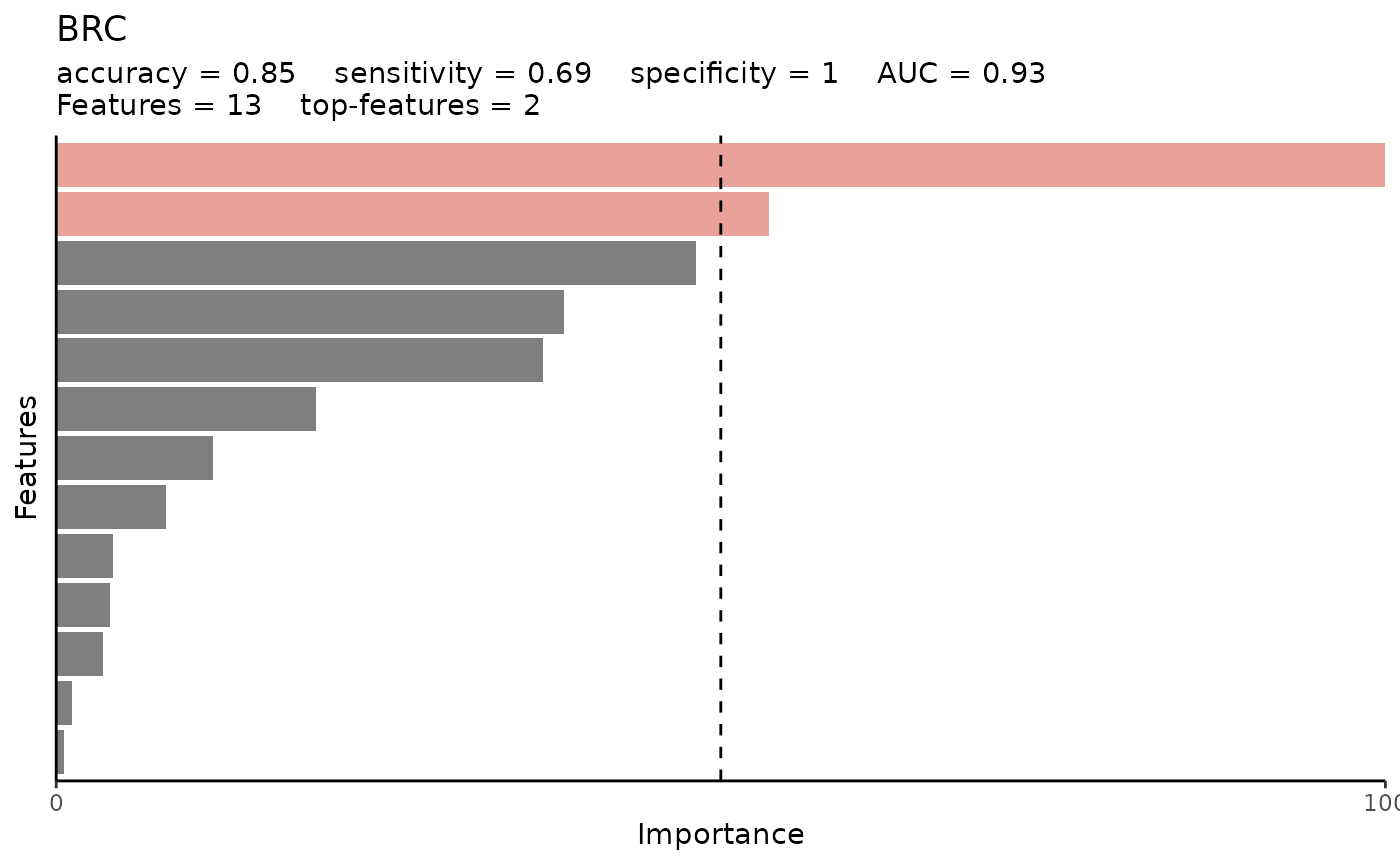 BRC
accuracy = 0.85    sensitivity = 0.69    specificity = 1    AUC = 0.93
Features = 13    top-features = 2
Features
0
100
Importance